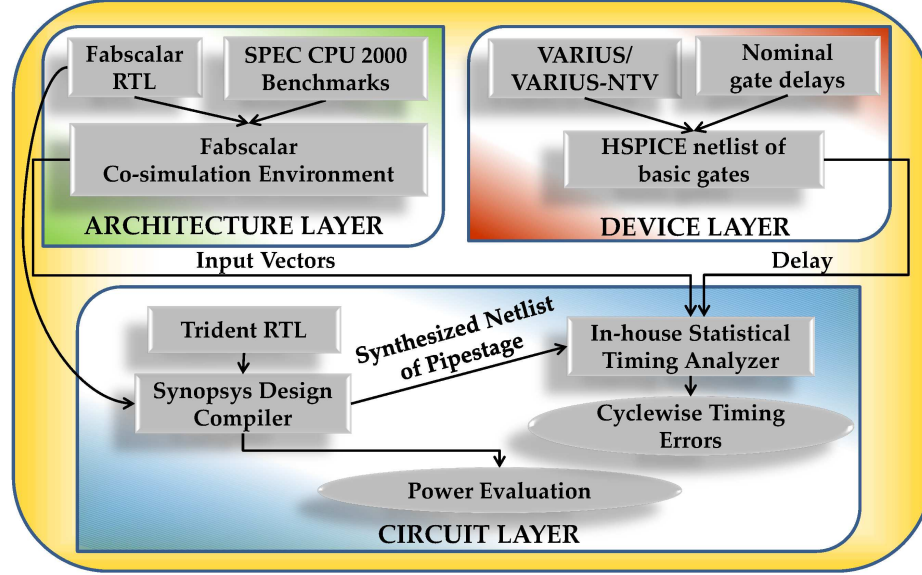 Fabscalar
RTL
SPEC CPU 2000
Benchmarks
Fabscalar
Co-simulation Environment
ARCHITECTURE LAYER
VARIUS/
VARIUS-NTV
Nominal
gate delays
HSPICE netlist of
basic gates
DEVICE LAYER
Input Vectors
Delay
Trident RTL
Synopsys Design
Compiler
Synthesized Netlist
of Pipestage
In-house Statistical
Timing Analyzer
Cyclewise Timing
Errors
Power Evaluation
CIRCUIT LAYER